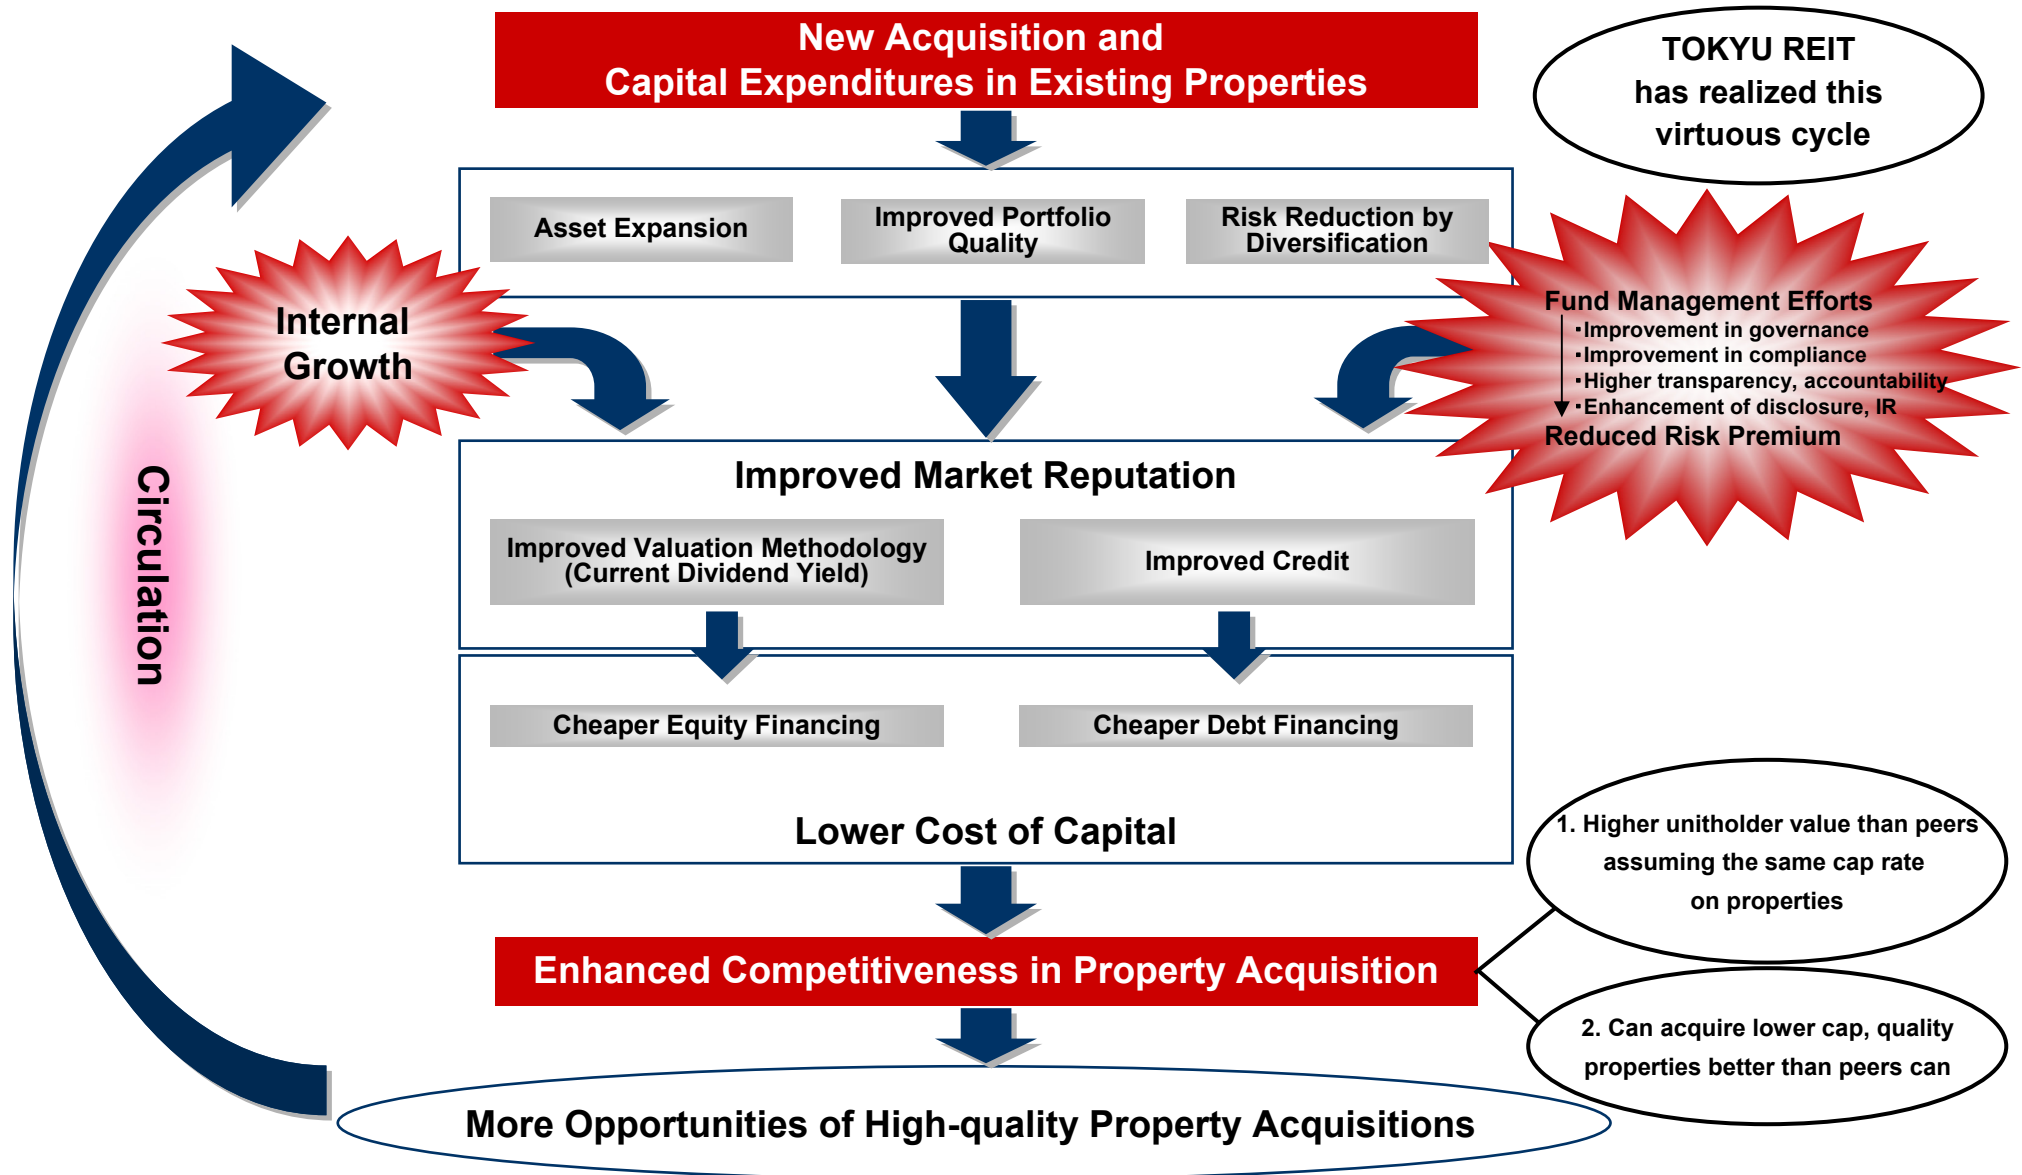 New Acquisition and
Capital Expenditures in Existing Properties
TOKYU REIT
has realized this
virtuous cycle
Asset Expansion
Improved Portfolio
Quality
Risk Reduction by
Diversification
Internal
Growth
Fund Management Efforts
・Improvement in governance
・Improvement in compliance
・Higher transparency, accountability
・Enhancement of disclosure, IR
Reduced Risk Premium
Circulation
Improved Market Reputation
Improved Valuation Methodology
(Current Dividend Yield)
Improved Credit
Cheaper Equity Financing
Cheaper Debt Financing
Lower Cost of Capital
1. Higher unitholder value than peers
assuming the same cap rate
on properties
Enhanced Competitiveness in Property Acquisition
2. Can acquire lower cap, quality
properties better than peers can
More Opportunities of High-quality Property Acquisitions